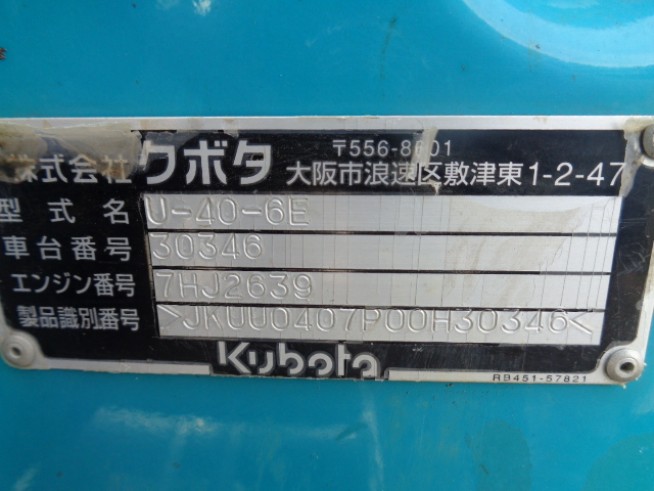 株式会社 クボタ 〒556-8601
大阪市浪速区敷津東1-2-47
型式名 U-40-6E
車台番号 30346
エンジン番号 7HJ2639
製品識別番号 >JKUU0407P00H30346<
Kubota
RB451-57821